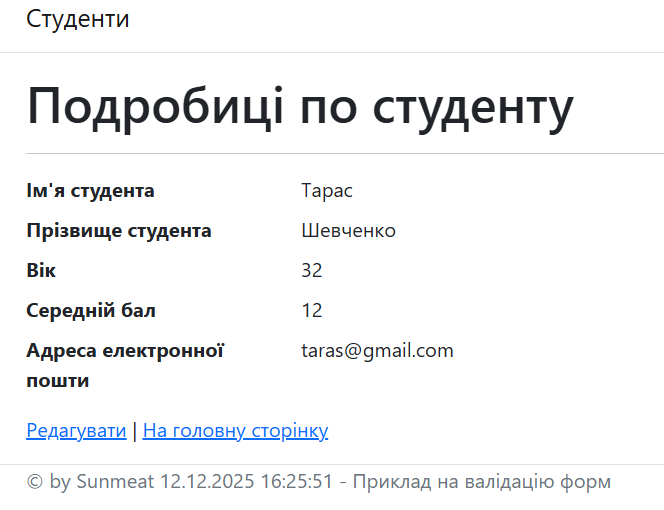 Студенти
Подробиці по студенту
Ім'я студента Тарас
Прізвище студента Шевченко
Вік 32
Середній бал 12
Адреса електронної taras@gmail.com
пошти
Редагувати | На головну сторінку
© by Sunmeat 12.12.2025 16:25:51 - Приклад на валідацію форм